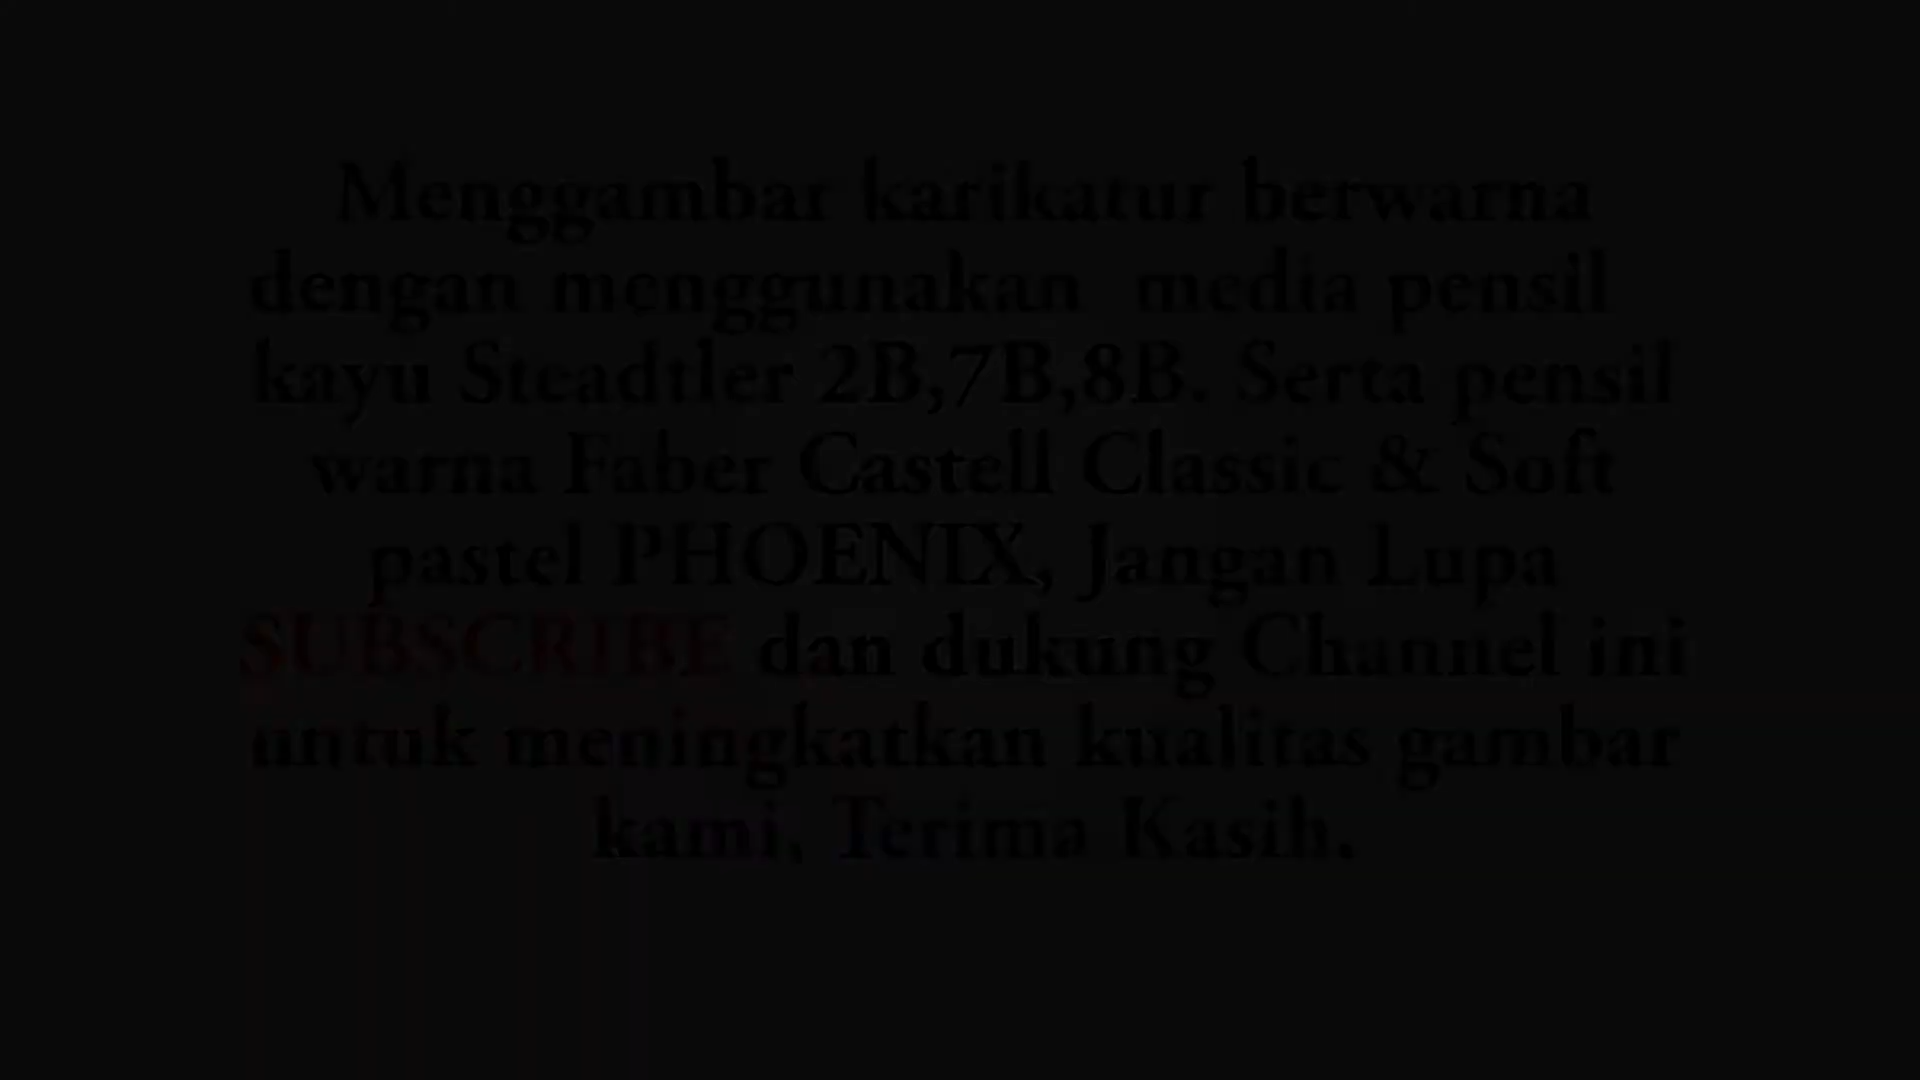 Menggambar karikatur berwarna
dengan menggunakan media pensil
kayu Steadtler 2B,7B,8B. Serta pensil
warna Faber Castell Classic & Soft
pastel PHOENIX, Jangan Lupa
SUBSCRIBE dan dukung Channel ini
untuk meningkatkan kualitas gambar
kami, Terima Kasih.